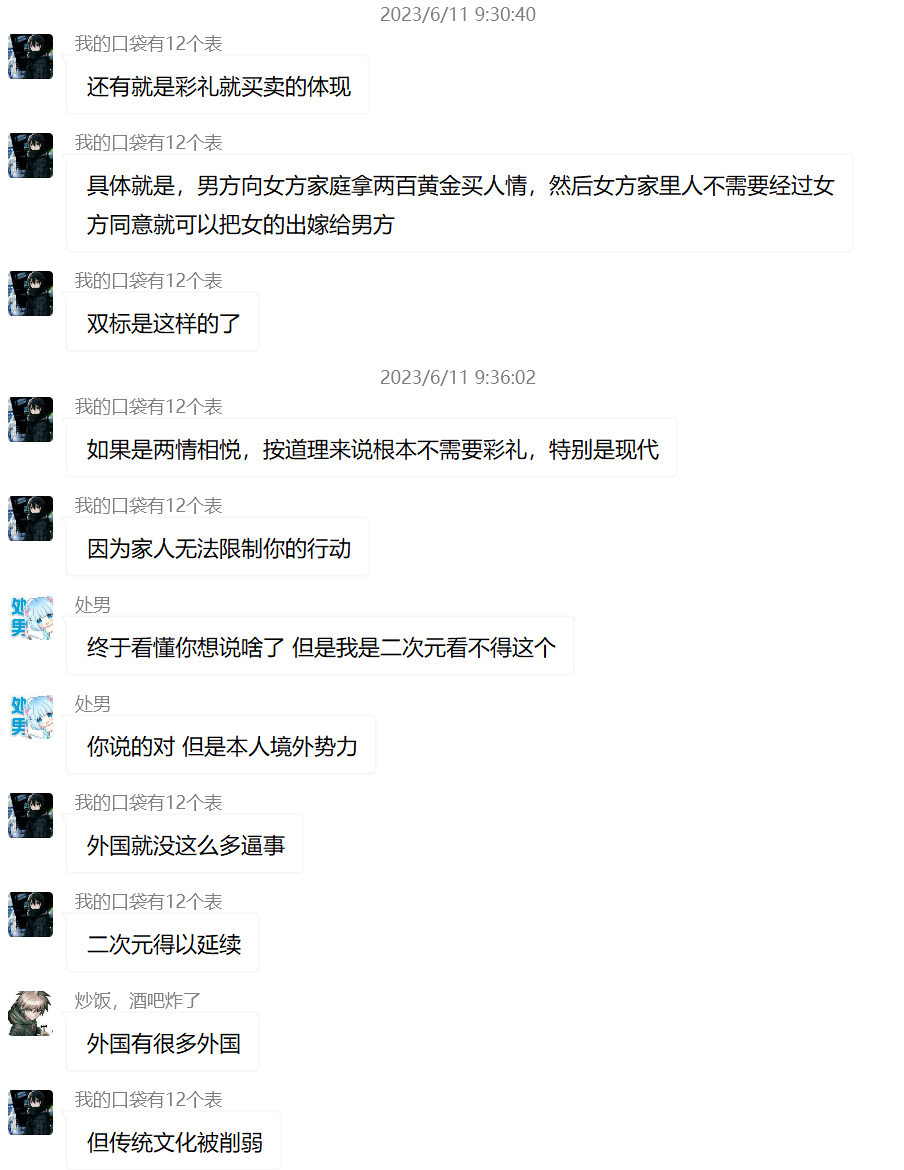 2023/6/11 9:30:40
我的口袋有12个表
还有就是彩礼就买卖的体现
我的口袋有12个表
具体就是，男方向女方家庭拿两百黄金买人情，然后女方家里人不需要经过女
方同意就可以把女的出嫁给男方
我的口袋有12个表
双标是这样的了
2023/6/11 9:36:02
我的口袋有12个表
如果是两情相悦，按道理来说根本不需要彩礼，特别是现代
我的口袋有12个表
因为家人无法限制你的行动
处男
处男
终于看懂你想说啥了 但是我是二次元看不得这个
处男
处男
你说的对 但是本人境外势力
我的口袋有12个表
外国就没这么多逼事
我的口袋有12个表
二次元得以延续
炒饭，酒吧炸了
外国有很多外国
我的口袋有12个表
但传统文化被削弱